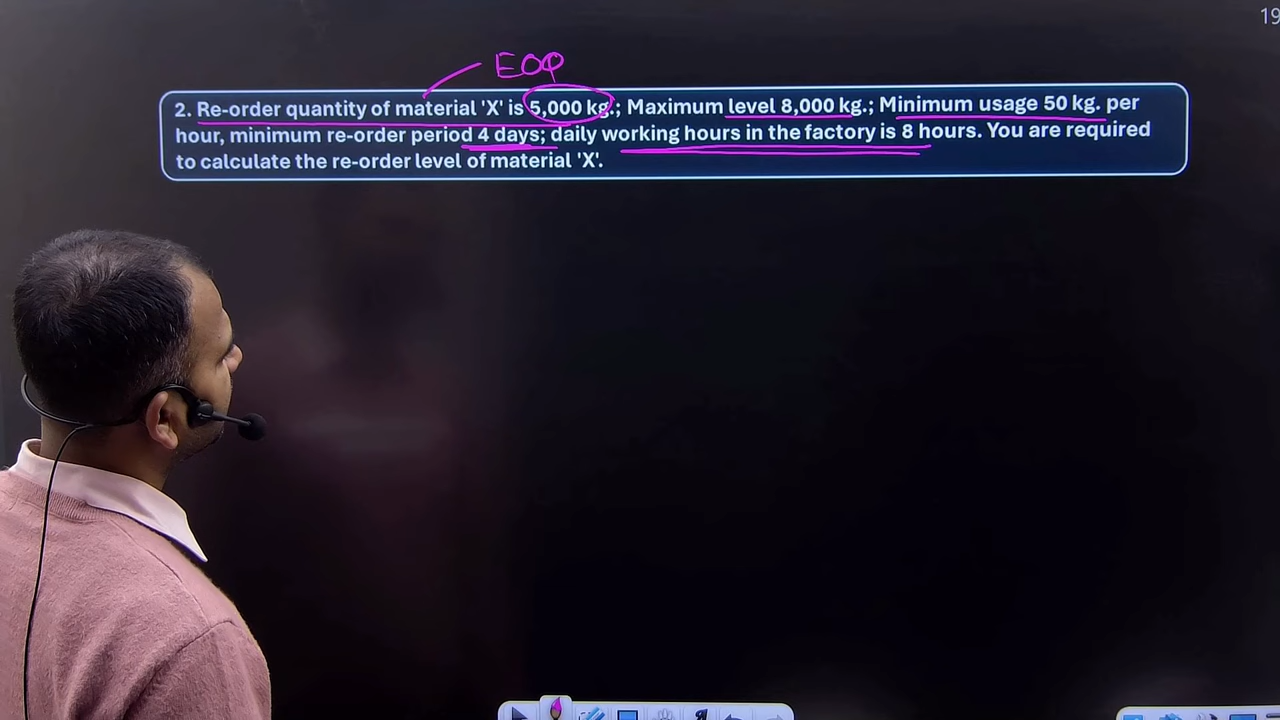 19
EOQ
2. Re-order quantity of material 'X' is 5,000 kg.; Maximum level 8,000 kg.; Minimum usage 50 kg. per
hour, minimum re-order period 4 days; daily working hours in the factory is 8 hours. You are required
to calculate the re-order level of material 'X'.